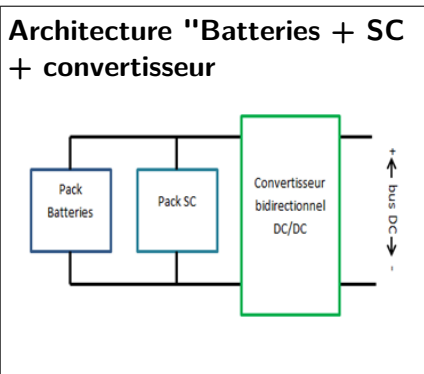 Architecture "Batteries + SC
+ convertisseur
Pack
Batteries
Pack SC
Convertisseur
bidirectionnel
DC/DC
+
bus DC
-